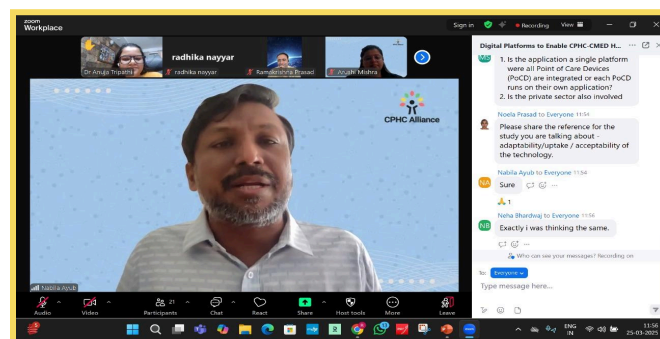 zoom
Workplace
Sign in
Recording
View
Dr Anuja Tripathi
radhika nayyar
radhika nayyar
Ramakrishna Prasad
Arushi Mishra
CPHC Alliance
Nabila Ayub
Digital Platforms to Enable CPHC-CMED H...
1. Is the application a single platform
were all Point of Care Devices
(PoCD) are integrated or each PoCD
runs on their own application?
2. Is the private sector also involved
Noela Prasad to Everyone 11:54
Please share the reference for the
study you are talking about -
adaptability/uptake / acceptability of
the technology.
Nabila Ayub to Everyone 11:54
NA
Sure
1
Neha Bhardwaj to Everyone 11:56
NB
Exactly i was thinking the same.
Who can see your messages? Recording on
To: Everyone
Type message here...
Audio
Video
21
Participants
Chat
React
Share
Host tools
More
Leave
ENG
IN
11:56
25-03-2025